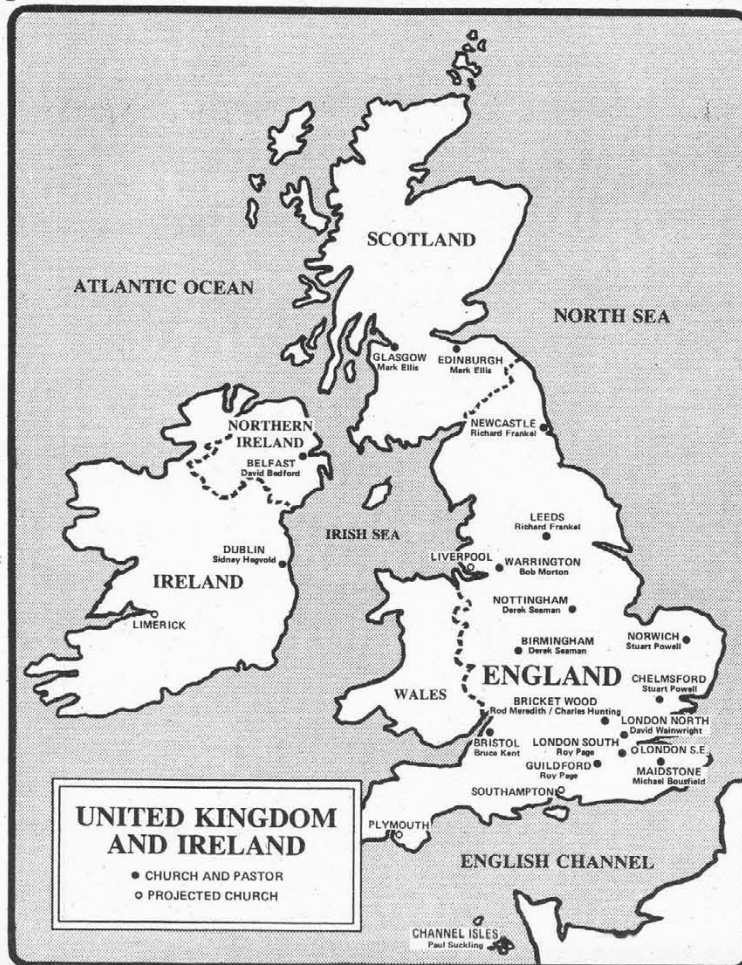 SCOTLAND
ATLANTIC OCEAN
NORTH SEA
GLASGOW
Mark Ellis
EDINBURGH
Mark Ellis
NORTHERN
IRELAND
BELFAST
David Bedford
NEWCASTLE
Richard Frankel
IRISH SEA
LEEDS
Richard Frankel
DUBLIN
Sidney Hegvold
IRELAND
LIMERICK
LIVERPOOL
WARRINGTON
Bob Morton
NOTTINGHAM
Derek Seaman
BIRMINGHAM
Derek Seaman
NORWICH
Stuart Powell
ENGLAND
WALES
CHELMSFORD
Stuart Powell
BRICKET WOOD
Rod Meredith / Charles Hunting
LONDON NORTH
David Wainwright
BRISTOL
Bruce Kent
LONDON SOUTH
Roy Page
LONDON S.E.
GUILDFORD
Roy Page
MAIDSTONE
Michael Bousfield
SOUTHAMPTON
PLYMOUTH
UNITED KINGDOM
AND IRELAND
● CHURCH AND PASTOR
○ PROJECTED CHURCH
ENGLISH CHANNEL
CHANNEL ISLES
Paul Suckling